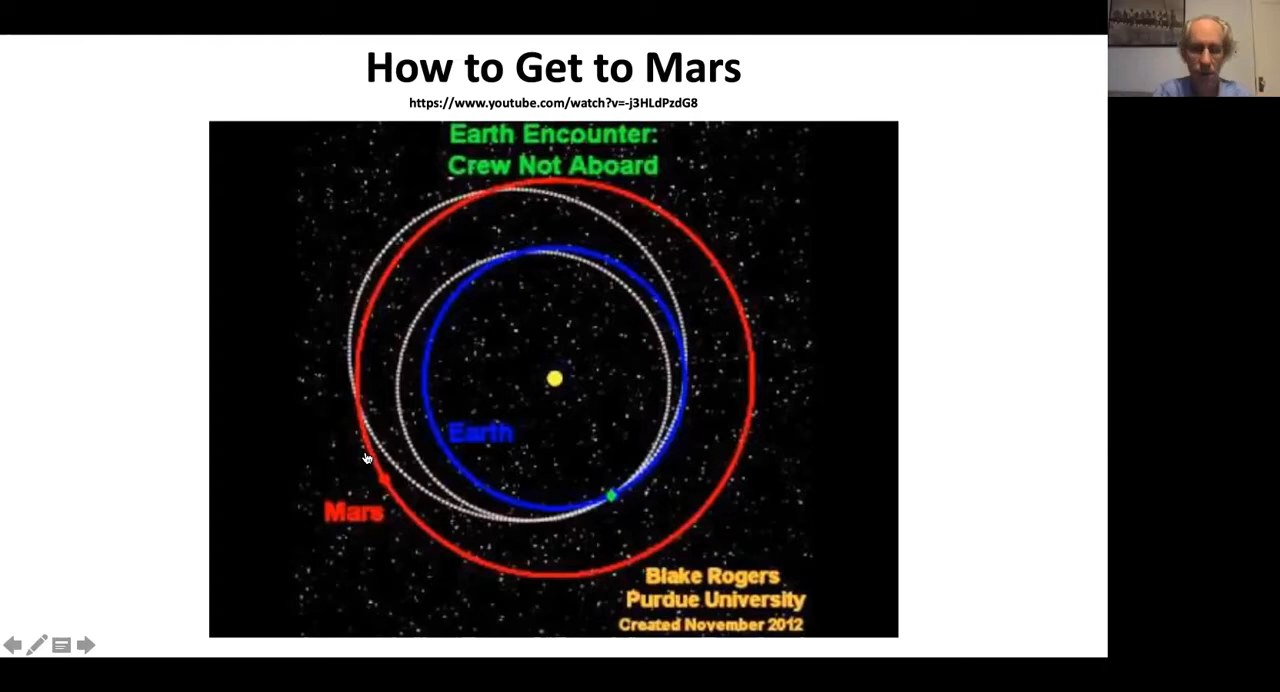 How to Get to Mars
https://www.youtube.com/watch?v=-j3HLdPzdG8
Earth Encounter:
Crew Not Aboard
Earth
Mars
Blake Rogers
Purdue University
Created November 2012